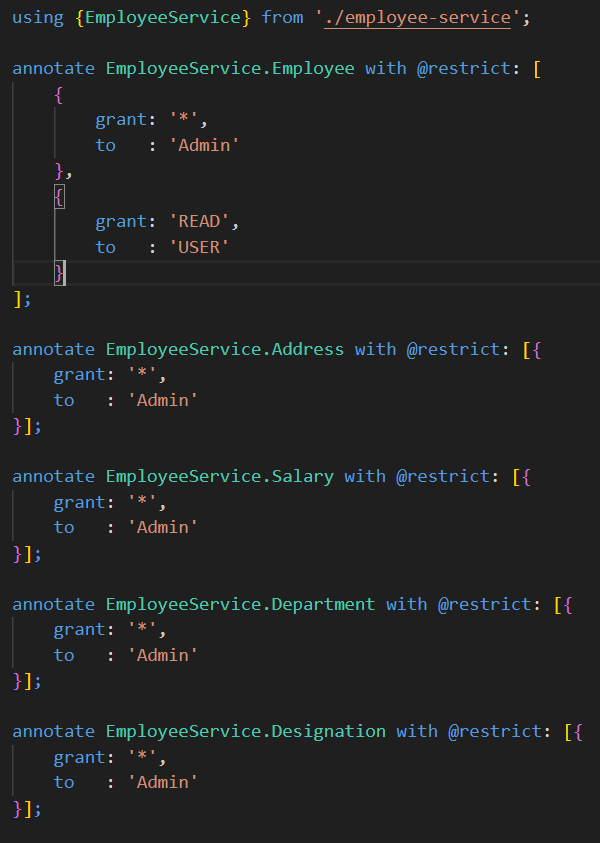 using {EmployeeService} from './employee-service';
annotate EmployeeService.Employee with @restrict: [
{
grant: '*',
to   : 'Admin'
},
{
grant: 'READ',
to   : 'USER'
}
];
annotate EmployeeService.Address with @restrict: [{
grant: '*',
to   : 'Admin'
}];
annotate EmployeeService.Salary with @restrict: [{
grant: '*',
to   : 'Admin'
}];
annotate EmployeeService.Department with @restrict: [{
grant: '*',
to   : 'Admin'
}];
annotate EmployeeService.Designation with @restrict: [{
grant: '*',
to   : 'Admin'
}];